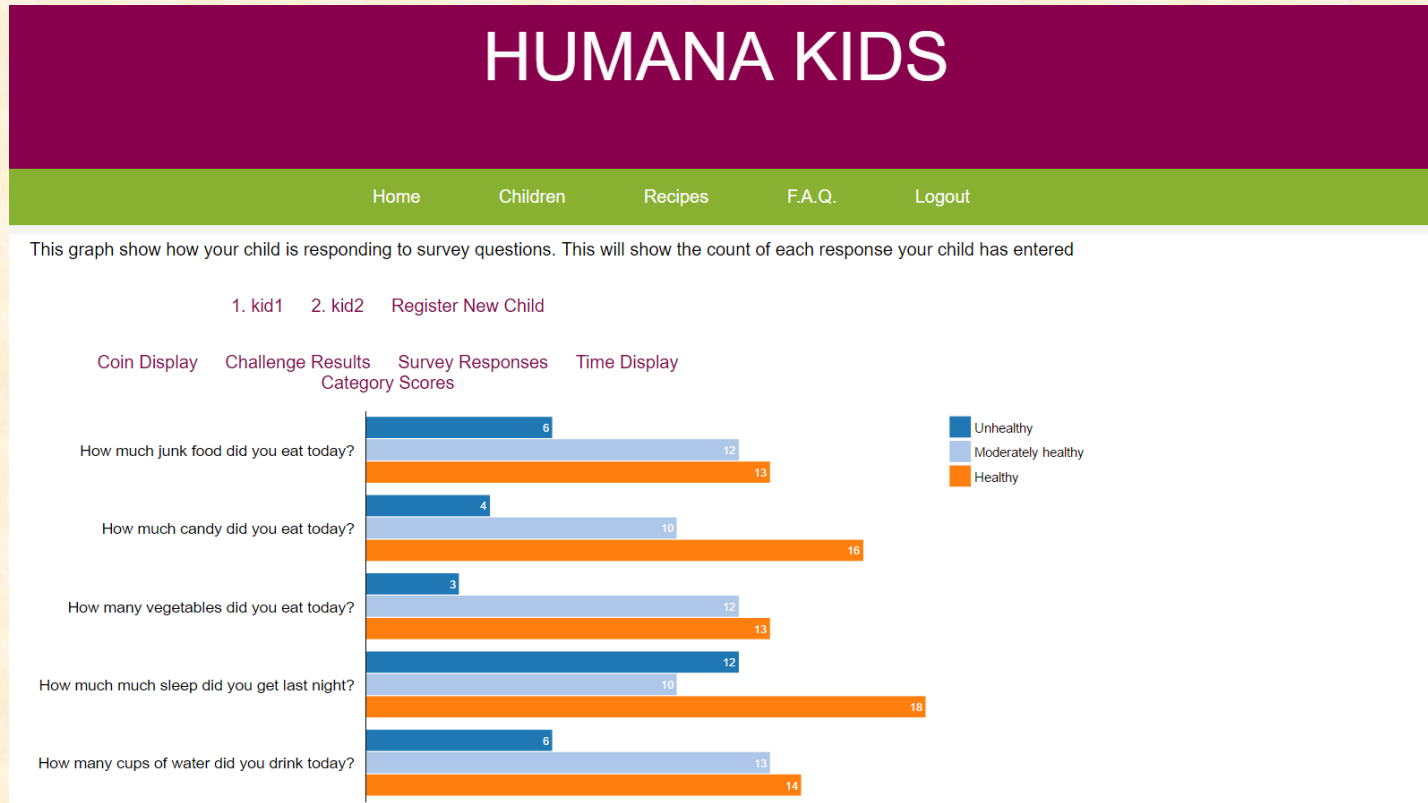 HUMANA KIDS
Home Children Recipes F.A.Q. Logout
This graph show how your child is responding to survey questions. This will show the count of each response your child has entered
1. kid1 2. kid2 Register New Child
Coin Display Challenge Results Survey Responses Time Display
Category Scores
Unhealthy
Moderately healthy
Healthy
6
How much junk food did you eat today?
12
13
4
How much candy did you eat today?
10
16
3
How many vegetables did you eat today?
12
13
12
How much much sleep did you get last night?
10
18
6
How many cups of water did you drink today?
13
14